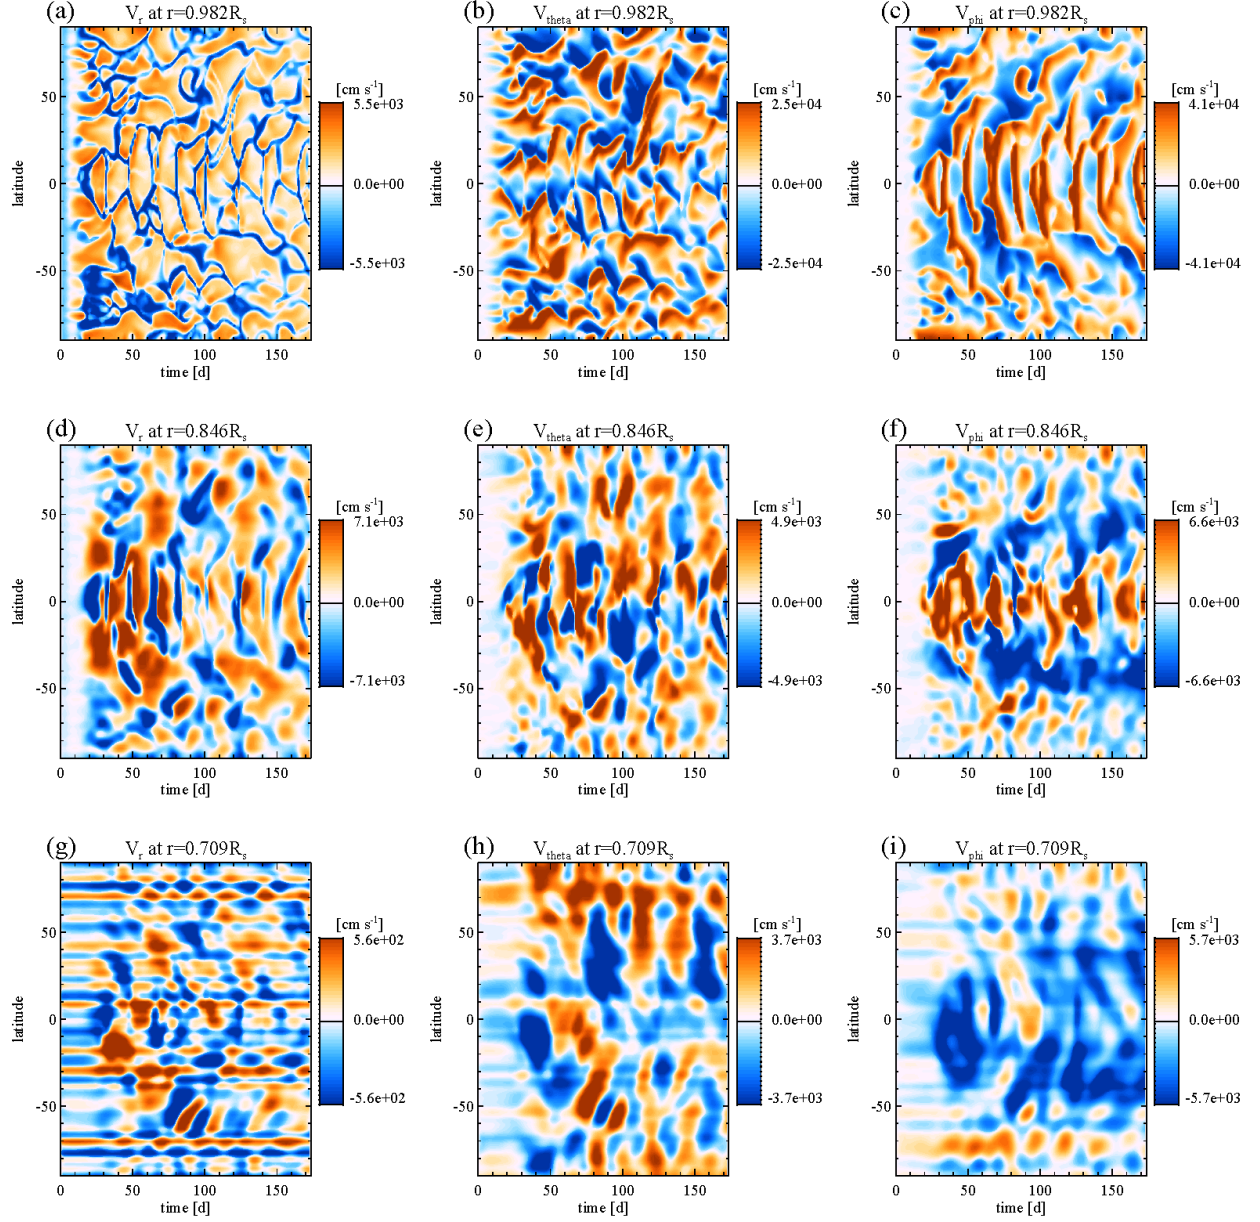 (a) V_r at r=0.982R_s
[cm s⁻¹]
5.5e+03
0.0e+00
-5.5e+03
50
0
-50
latitude
0 50 100 150
time [d]
(b) V_theta at r=0.982R_s
[cm s⁻¹]
2.5e+04
0.0e+00
-2.5e+04
50
0
-50
latitude
0 50 100 150
time [d]
(c) V_phi at r=0.982R_s
[cm s⁻¹]
4.1e+04
0.0e+00
-4.1e+04
50
0
-50
latitude
0 50 100 150
time [d]
(d) V_r at r=0.846R_s
[cm s⁻¹]
7.1e+03
0.0e+00
-7.1e+03
50
0
-50
latitude
0 50 100 150
time [d]
(e) V_theta at r=0.846R_s
[cm s⁻¹]
4.9e+03
0.0e+00
-4.9e+03
50
0
-50
latitude
0 50 100 150
time [d]
(f) V_phi at r=0.846R_s
[cm s⁻¹]
6.6e+03
0.0e+00
-6.6e+03
50
0
-50
latitude
0 50 100 150
time [d]
(g) V_r at r=0.709R_s
[cm s⁻¹]
5.6e+02
0.0e+00
-5.6e+02
50
0
-50
latitude
0 50 100 150
time [d]
(h) V_theta at r=0.709R_s
[cm s⁻¹]
3.7e+03
0.0e+00
-3.7e+03
50
0
-50
latitude
0 50 100 150
time [d]
(i) V_phi at r=0.709R_s
[cm s⁻¹]
5.7e+03
0.0e+00
-5.7e+03
50
0
-50
latitude
0 50 100 150
time [d]